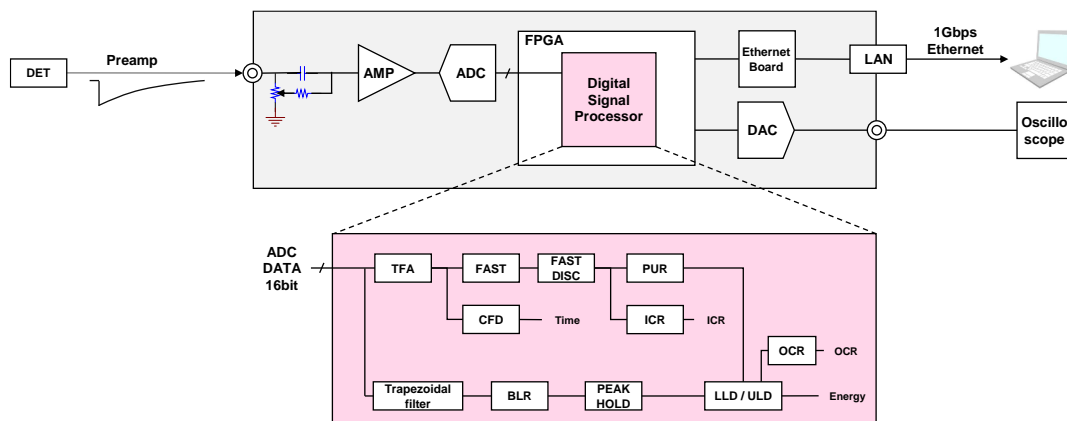 DET
Preamp
AMP
ADC
FPGA
Digital
Signal
Processor
Ethernet
Board
LAN
1Gbps
Ethernet
DAC
Oscillo
scope
ADC
DATA
16bit
TFA
FAST
FAST
DISC
PUR
CFD
Time
ICR
ICR
OCR
OCR
Trapezoidal
filter
BLR
PEAK
HOLD
LLD / ULD
Energy